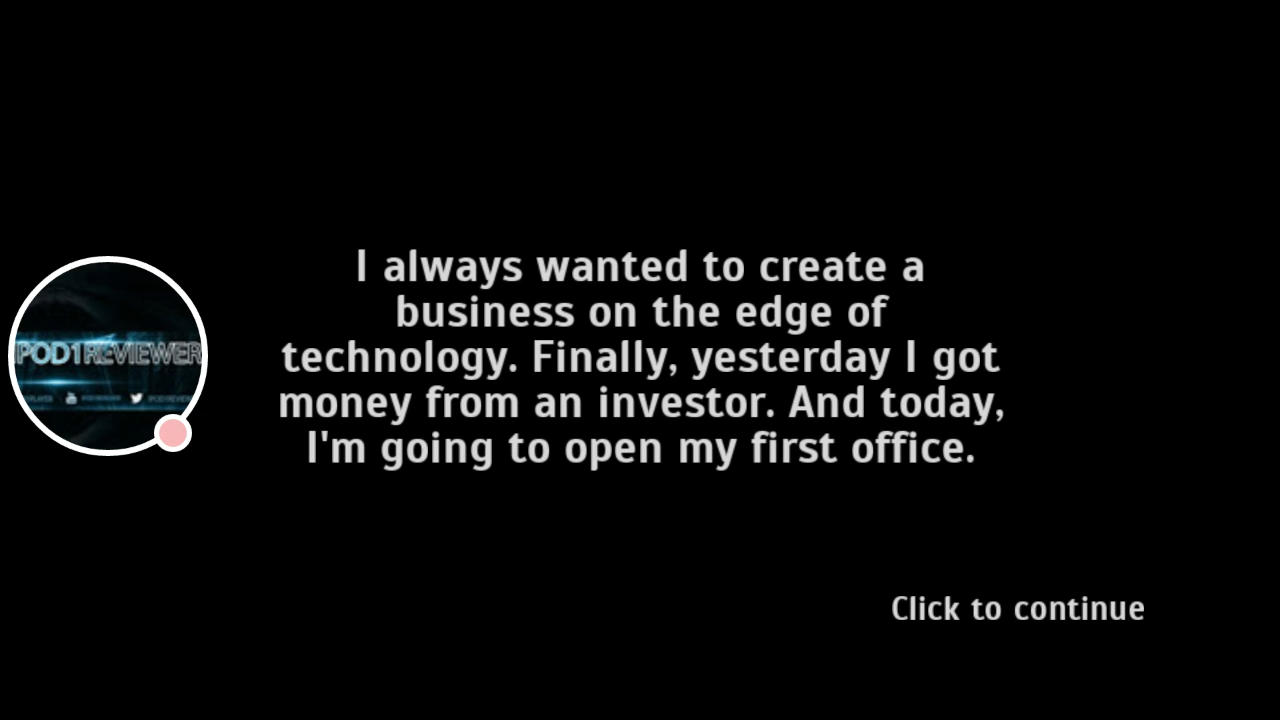 I always wanted to create a
business on the edge of
technology. Finally, yesterday I got
money from an investor. And today,
I'm going to open my first office.
IPOD1REVIEWER
Click to continue